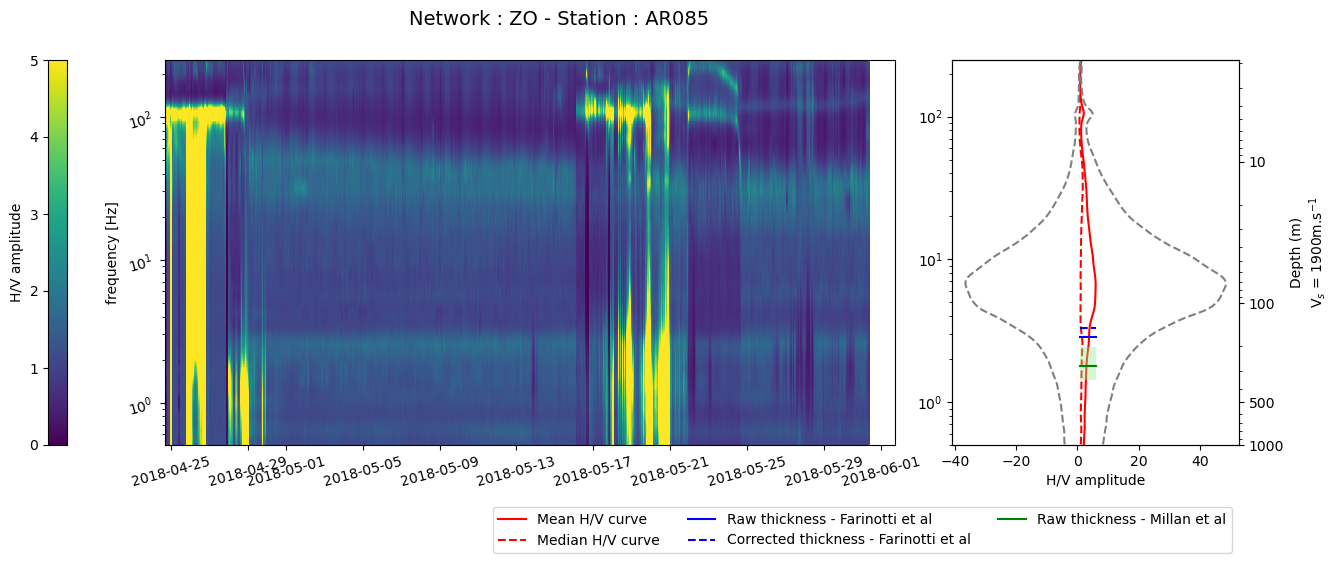 Network : ZO - Station : AR085
5
4
3
2
1
0
H/V amplitude
frequency [Hz]
10²
10¹
10⁰
2018-04-25
2018-04-29
2018-05-01
2018-05-05
2018-05-09
2018-05-13
2018-05-17
2018-05-21
2018-05-25
2018-05-29
2018-06-01
10²
10¹
10⁰
−40
−20
0
20
40
H/V amplitude
10
100
500
1000
Depth (m)
Vₛ = 1900m.s⁻¹
Mean H/V curve
Median H/V curve
Raw thickness - Farinotti et al
Corrected thickness - Farinotti et al
Raw thickness - Millan et al